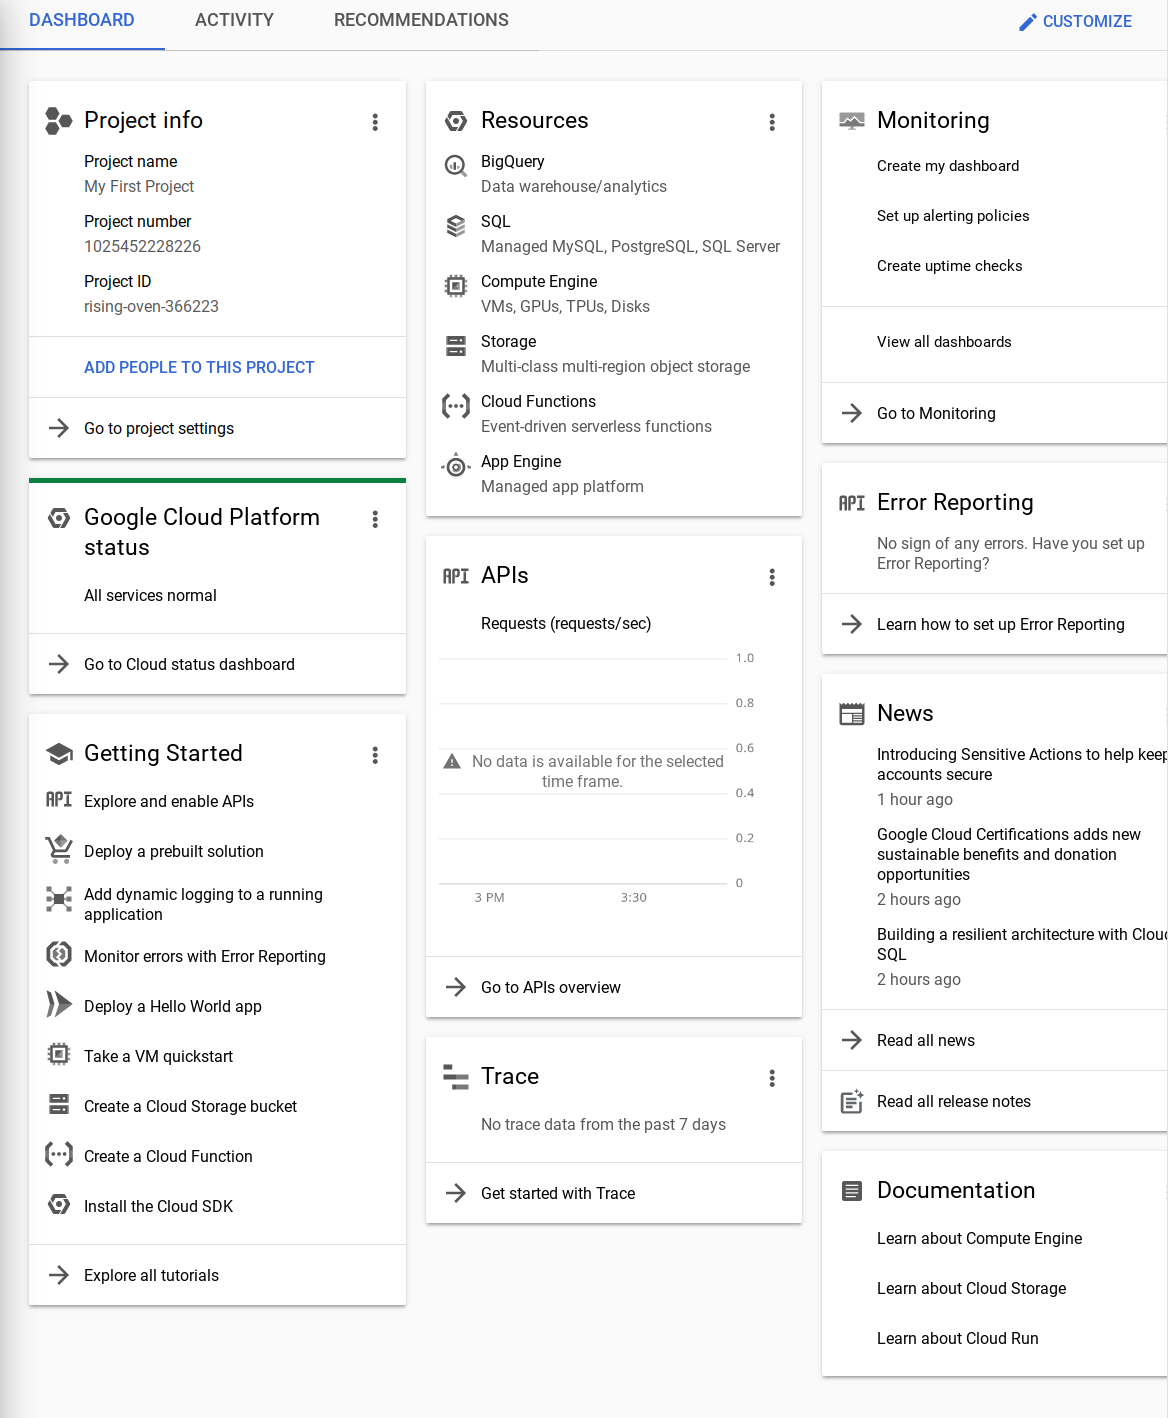 DASHBOARD
ACTIVITY
RECOMMENDATIONS
CUSTOMIZE
Project info
Project name
My First Project
Project number
1025452228226
Project ID
rising-oven-366223
ADD PEOPLE TO THIS PROJECT
Go to project settings
Google Cloud Platform
status
All services normal
Go to Cloud status dashboard
Getting Started
API
Explore and enable APIs
Deploy a prebuilt solution
Add dynamic logging to a running
application
Monitor errors with Error Reporting
Deploy a Hello World app
Take a VM quickstart
Create a Cloud Storage bucket
Create a Cloud Function
Install the Cloud SDK
Explore all tutorials
Resources
BigQuery
Data warehouse/analytics
SQL
Managed MySQL, PostgreSQL, SQL Server
Compute Engine
VMs, GPUs, TPUs, Disks
Storage
Multi-class multi-region object storage
Cloud Functions
Event-driven serverless functions
App Engine
Managed app platform
API
APIs
Requests (requests/sec)
1.0
0.8
0.6
No data is available for the selected
time frame.
0.4
0.2
0
3 PM
3:30
Go to APIs overview
Trace
No trace data from the past 7 days
Get started with Trace
Monitoring
Create my dashboard
Set up alerting policies
Create uptime checks
View all dashboards
Go to Monitoring
API
Error Reporting
No sign of any errors. Have you set up
Error Reporting?
Learn how to set up Error Reporting
News
Introducing Sensitive Actions to help keep
accounts secure
1 hour ago
Google Cloud Certifications adds new
sustainable benefits and donation
opportunities
2 hours ago
Building a resilient architecture with Cloud
SQL
2 hours ago
Read all news
Read all release notes
Documentation
Learn about Compute Engine
Learn about Cloud Storage
Learn about Cloud Run